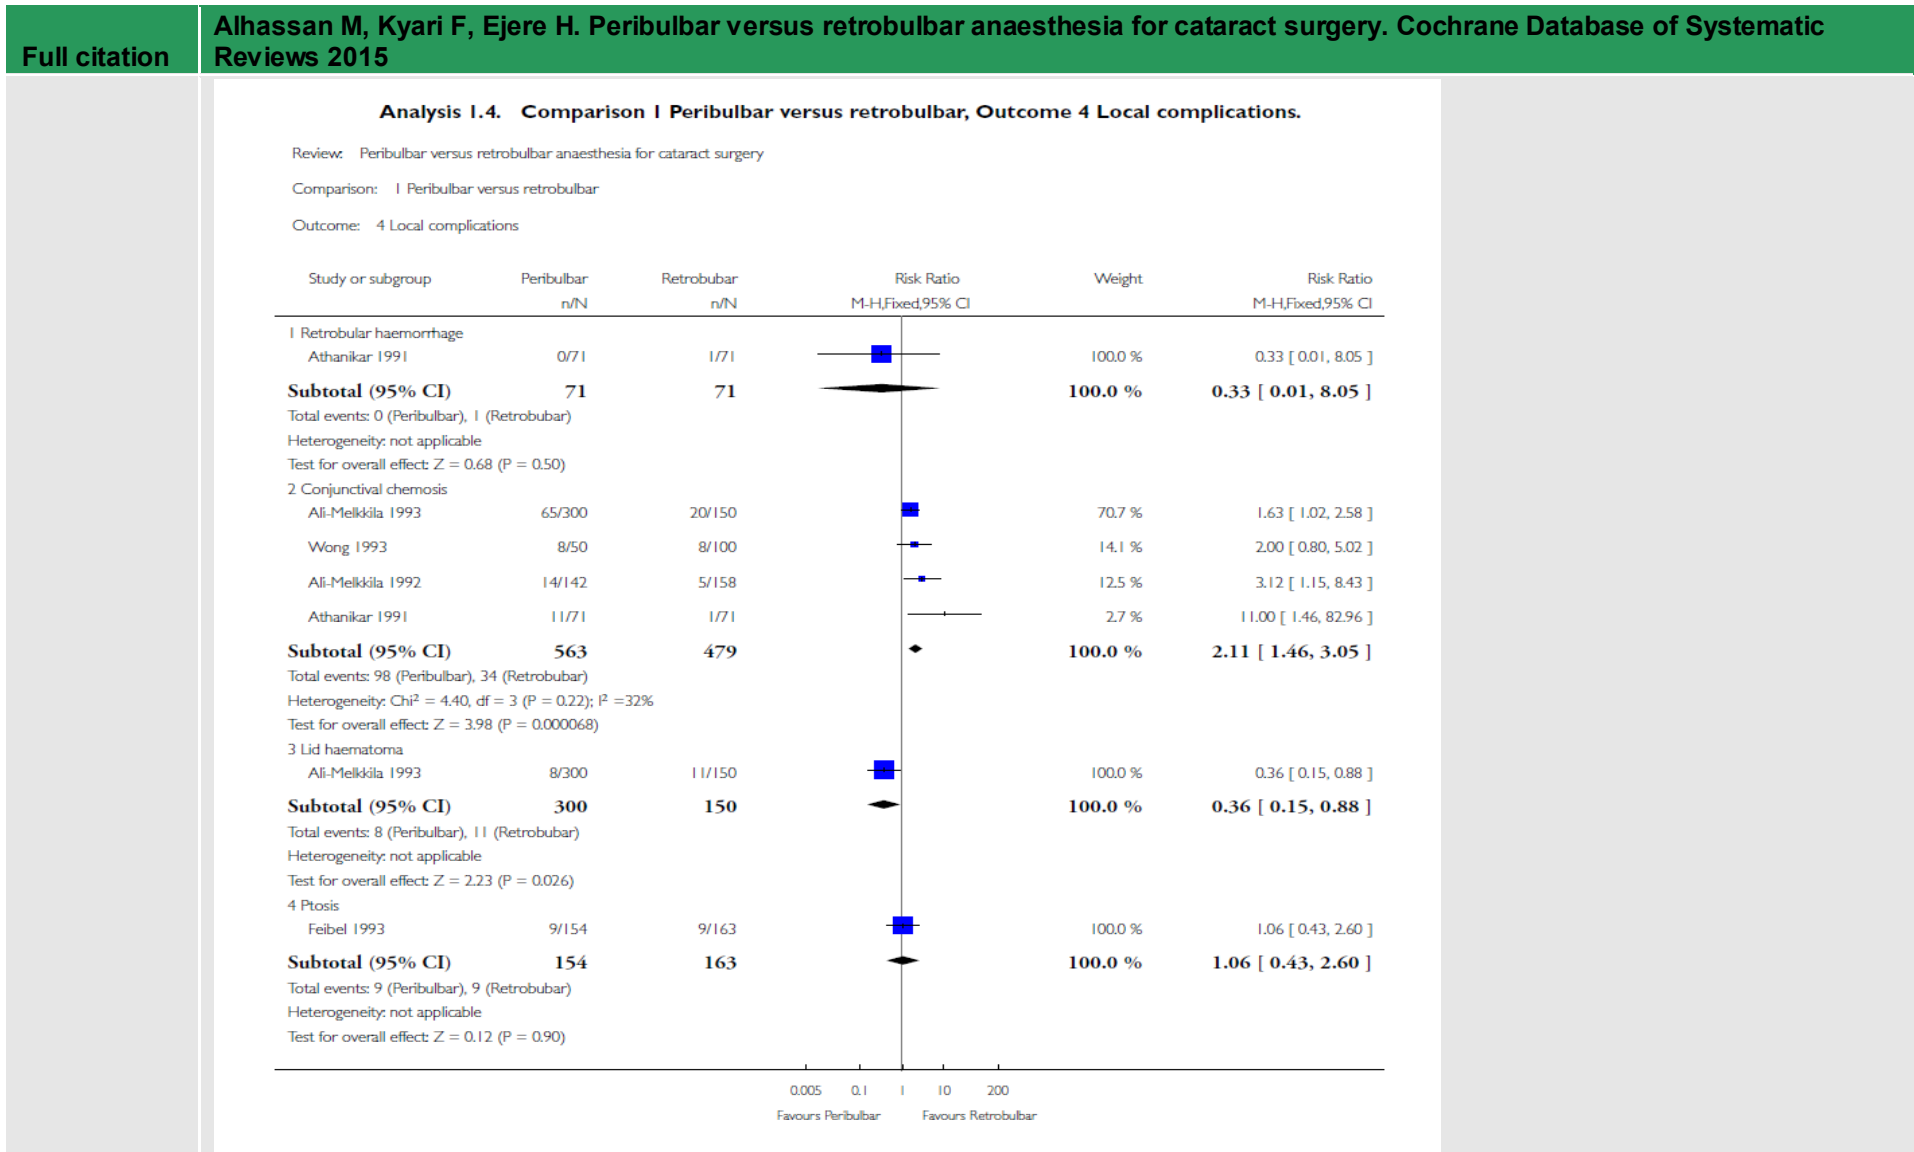 Full citation
Alhassan M, Kyari F, Ejere H. Peribulbar versus retrobulbar anaesthesia for cataract surgery. Cochrane Database of Systematic
Reviews 2015
Analysis 1.4. Comparison 1 Peribulbar versus retrobulbar, Outcome 4 Local complications.
Review: Peribulbar versus retrobulbar anaesthesia for cataract surgery
Comparison: 1 Peribulbar versus retrobulbar
Outcome: 4 Local complications
Study or subgroup Peribulbar Retrobubar Risk Ratio Weight Risk Ratio
n/N n/N M-H,Fixed,95% CI M-H,Fixed,95% CI
1 Retrobular haemorrhage
Athanikar 1991 0/71 1/71 100.0 % 0.33 [ 0.01, 8.05 ]
Subtotal (95% CI) 71 71 100.0 % 0.33 [ 0.01, 8.05 ]
Total events: 0 (Peribulbar), 1 (Retrobubar)
Heterogeneity: not applicable
Test for overall effect: Z = 0.68 (P = 0.50)
2 Conjunctival chemosis
Ali-Melkkila 1993 65/300 20/150 70.7 % 1.63 [ 1.02, 2.58 ]
Wong 1993 8/50 8/100 14.1 % 2.00 [ 0.80, 5.02 ]
Ali-Melkkila 1992 14/142 5/158 12.5 % 3.12 [ 1.15, 8.43 ]
Athanikar 1991 11/71 1/71 2.7 % 11.00 [ 1.46, 82.96 ]
Subtotal (95% CI) 563 479 100.0 % 2.11 [ 1.46, 3.05 ]
Total events: 98 (Peribulbar), 34 (Retrobubar)
Heterogeneity: Chi² = 4.40, df = 3 (P = 0.22); I² =32%
Test for overall effect: Z = 3.98 (P = 0.000068)
3 Lid haematoma
Ali-Melkkila 1993 8/300 11/150 100.0 % 0.36 [ 0.15, 0.88 ]
Subtotal (95% CI) 300 150 100.0 % 0.36 [ 0.15, 0.88 ]
Total events: 8 (Peribulbar), 11 (Retrobubar)
Heterogeneity: not applicable
Test for overall effect: Z = 2.23 (P = 0.026)
4 Ptosis
Feibel 1993 9/154 9/163 100.0 % 1.06 [ 0.43, 2.60 ]
Subtotal (95% CI) 154 163 100.0 % 1.06 [ 0.43, 2.60 ]
Total events: 9 (Peribulbar), 9 (Retrobubar)
Heterogeneity: not applicable
Test for overall effect: Z = 0.12 (P = 0.90)
0.005 0.1 1 10 200
Favours Peribulbar Favours Retrobulbar